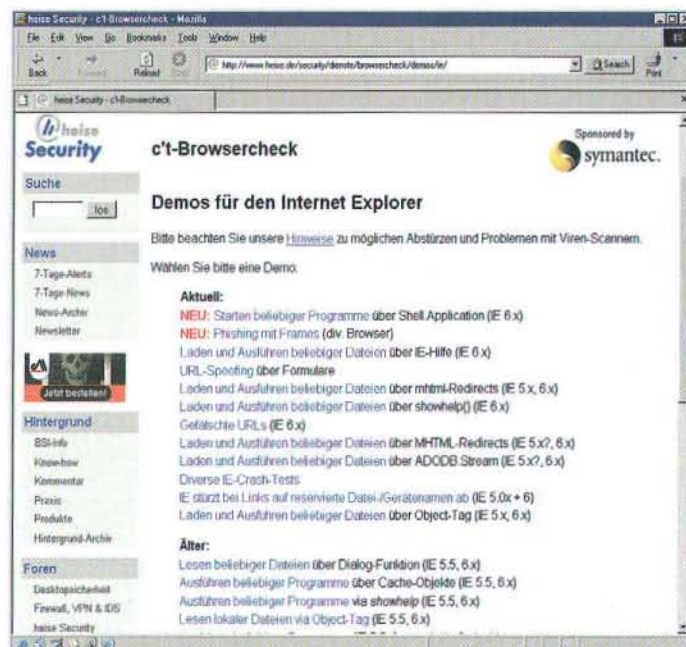 heise Security - c't-Browsercheck - Mozilla
File Edit View Go Bookmarks Tools Window Help
Back Forward Reload Stop http://www.heise.de/security/dienste/browsercheck/demos/ie/ Search Print
heise Security - c't-Browsercheck
heise
Security
c't-Browsercheck
Sponsored by
symantec.
Suche
los
Demos für den Internet Explorer
Bitte beachten Sie unsere Hinweise zu möglichen Abstürzen und Problemen mit Viren-Scannern.
Wählen Sie bitte eine Demo:
News
7-Tage-Alerts
7-Tage-News
News-Archiv
Newsletter
Jetzt bestellen!
Hintergrund
BSI-Info
Know-how
Kommentar
Praxis
Produkte
Hintergrund-Archiv
Foren
Desktopsicherheit
Firewall, VPN & IDS
heise Security
Aktuell:
NEU: Starten beliebiger Programme über Shell.Application (IE 6.x)
NEU: Phishing mit Frames (div. Browser)
Laden und Ausführen beliebiger Dateien über IE-Hilfe (IE 6.x)
URL-Spoofing über Formulare
Laden und Ausführen beliebiger Dateien über mhtml-Redirects (IE 5.x, 6.x)
Laden und Ausführen beliebiger Dateien über showhelp() (IE 6.x)
Gefälschte URLs (IE 6.x)
Laden und Ausführen beliebiger Dateien über MHTML-Redirects (IE 5.x?, 6.x)
Laden und Ausführen beliebiger Dateien über ADODB.Stream (IE 5.x?, 6.x)
Diverse IE-Crash-Tests
IE stürzt bei Links auf reservierte Datei-/Gerätenamen ab (IE 5.0x + 6)
Laden und Ausführen beliebiger Dateien über Object-Tag (IE 5.x, 6.x)
Älter:
Lesen beliebiger Dateien über Dialog-Funktion (IE 5.5, 6.x)
Ausführen beliebiger Programme über Cache-Objekte (IE 5.5, 6.x)
Ausführen beliebiger Programme via showhelp (IE 5.5, 6.x)
Lesen lokaler Dateien via Object-Tag (IE 5.5, 6.x)